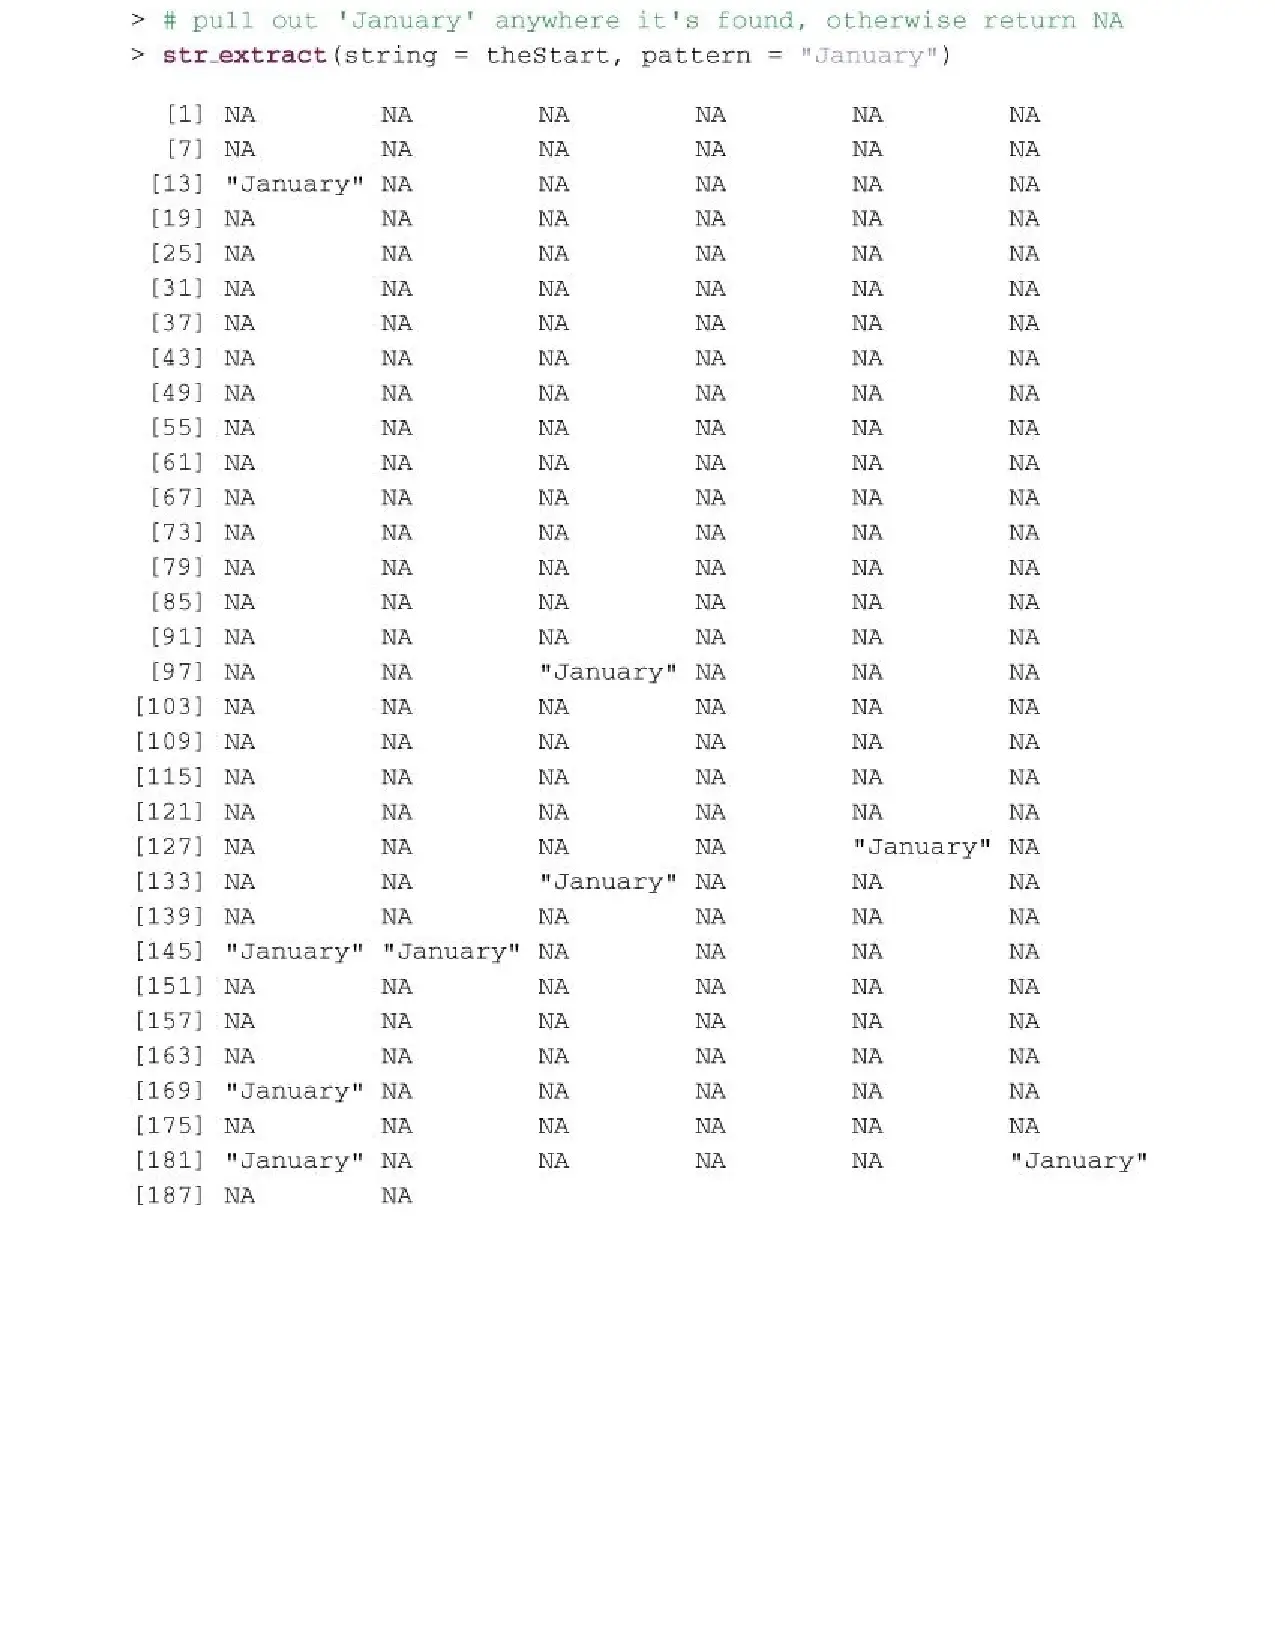 > # pull out 'January' anywhere it's found, otherwise return NA
> str_extract(string = theStart, pattern = "January")
[1] NA NA NA NA NA NA
[7] NA NA NA NA NA NA
[13] "January" NA NA NA NA NA
[19] NA NA NA NA NA NA
[25] NA NA NA NA NA NA
[31] NA NA NA NA NA NA
[37] NA NA NA NA NA NA
[43] NA NA NA NA NA NA
[49] NA NA NA NA NA NA
[55] NA NA NA NA NA NA
[61] NA NA NA NA NA NA
[67] NA NA NA NA NA NA
[73] NA NA NA NA NA NA
[79] NA NA NA NA NA NA
[85] NA NA NA NA NA NA
[91] NA NA NA NA NA NA
[97] NA NA "January" NA NA NA
[103] NA NA NA NA NA NA
[109] NA NA NA NA NA NA
[115] NA NA NA NA NA NA
[121] NA NA NA NA NA NA
[127] NA NA NA NA "January" NA
[133] NA NA "January" NA NA NA
[139] NA NA NA NA NA NA
[145] "January" "January" NA NA NA NA
[151] NA NA NA NA NA NA
[157] NA NA NA NA NA NA
[163] NA NA NA NA NA NA
[169] "January" NA NA NA NA NA
[175] NA NA NA NA NA NA
[181] "January" NA NA NA NA "January"
[187] NA NA